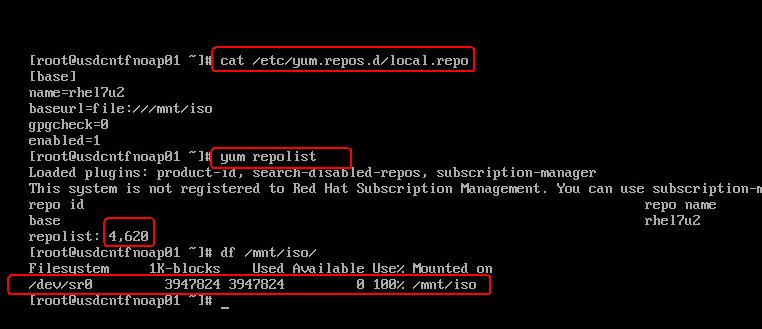 [root@usdcntfnoap01 ~]# cat /etc/yum.repos.d/local.repo
[base]
name=rhel7u2
baseurl=file:///mnt/iso
gpgcheck=0
enabled=1
[root@usdcntfnoap01 ~]# yum repolist
Loaded plugins: product-id, search-disabled-repos, subscription-manager
This system is not registered to Red Hat Subscription Management. You can use subscription-m
repo id repo name
base rhel7u2
repolist: 4,620
[root@usdcntfnoap01 ~]# df /mnt/iso/
Filesystem 1K-blocks Used Available Use% Mounted on
/dev/sr0 3947824 3947824 0 100% /mnt/iso
[root@usdcntfnoap01 ~]# _